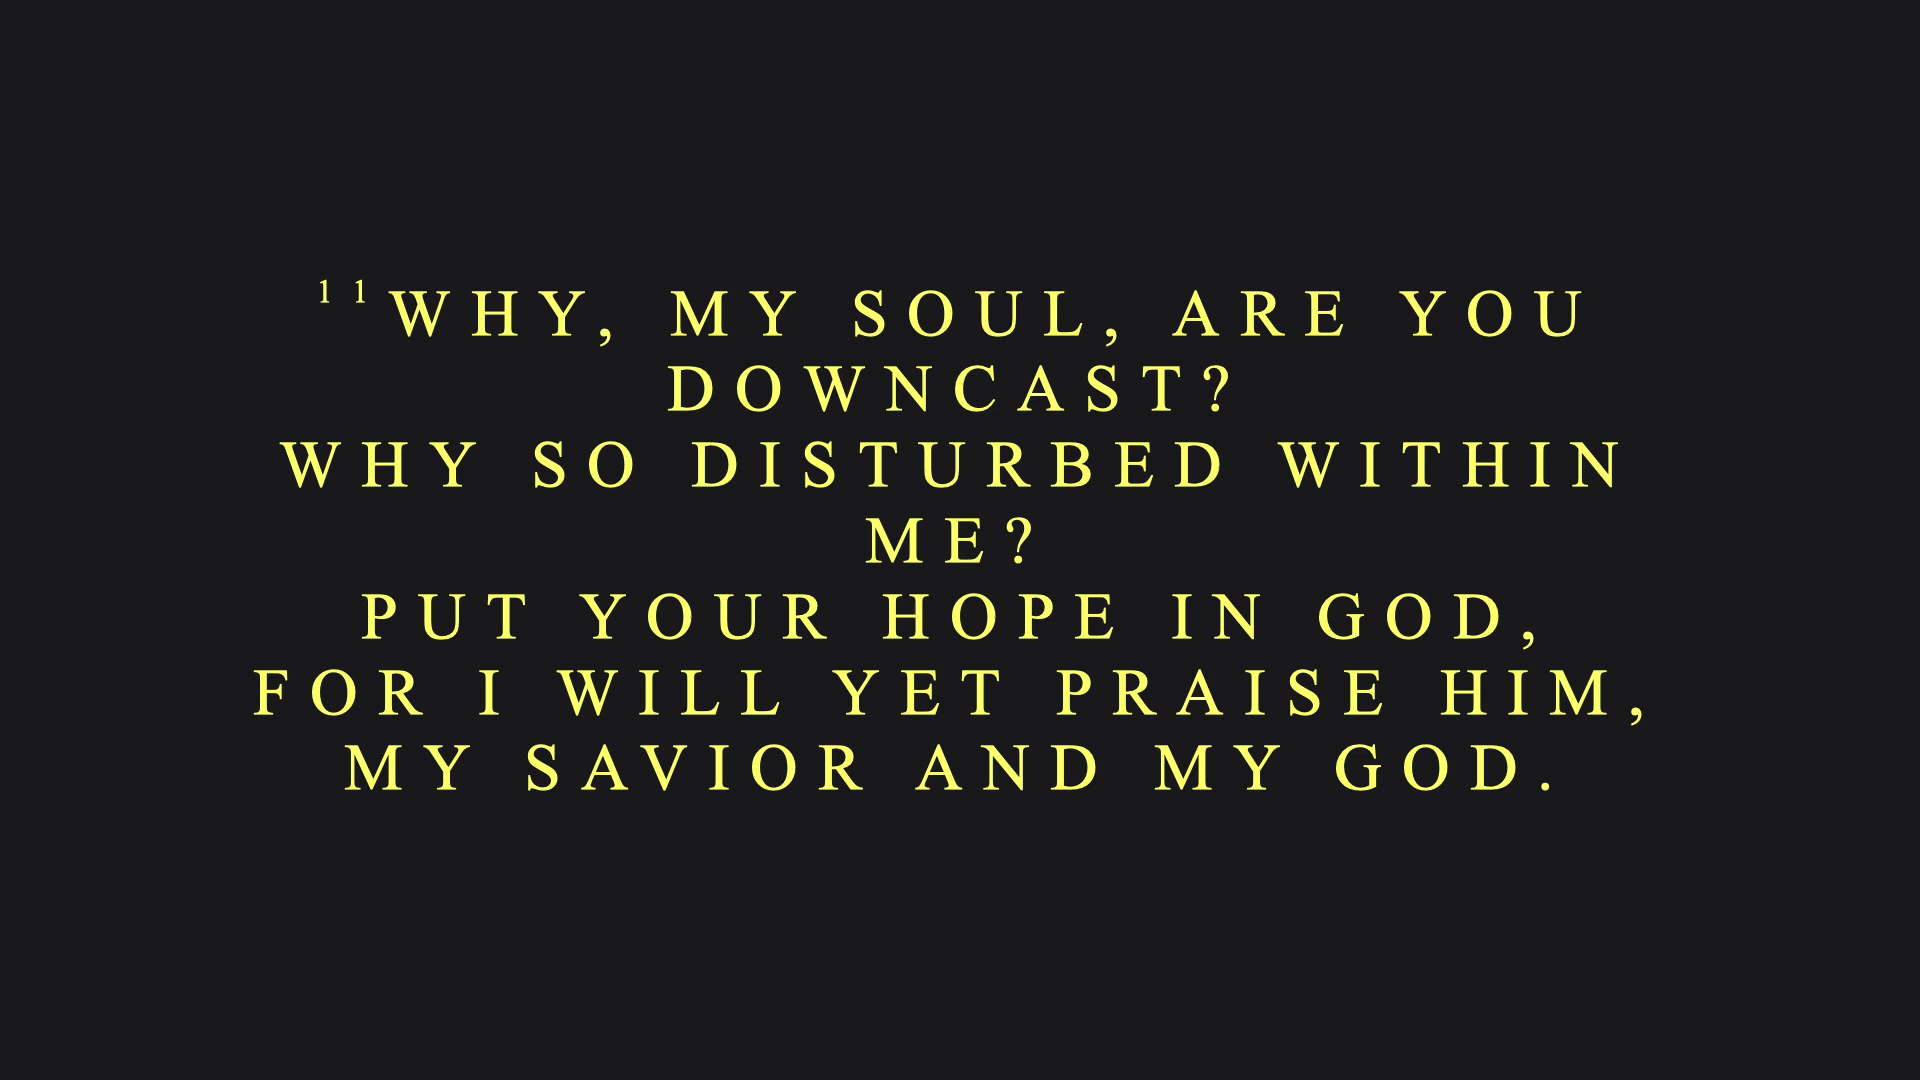 11WHY, MY SOUL, ARE YOU
DOWNCAST?
WHY SO DISTURBED WITHIN
ME?
PUT YOUR HOPE IN GOD,
FOR I WILL YET PRAISE HIM,
MY SAVIOR AND MY GOD.